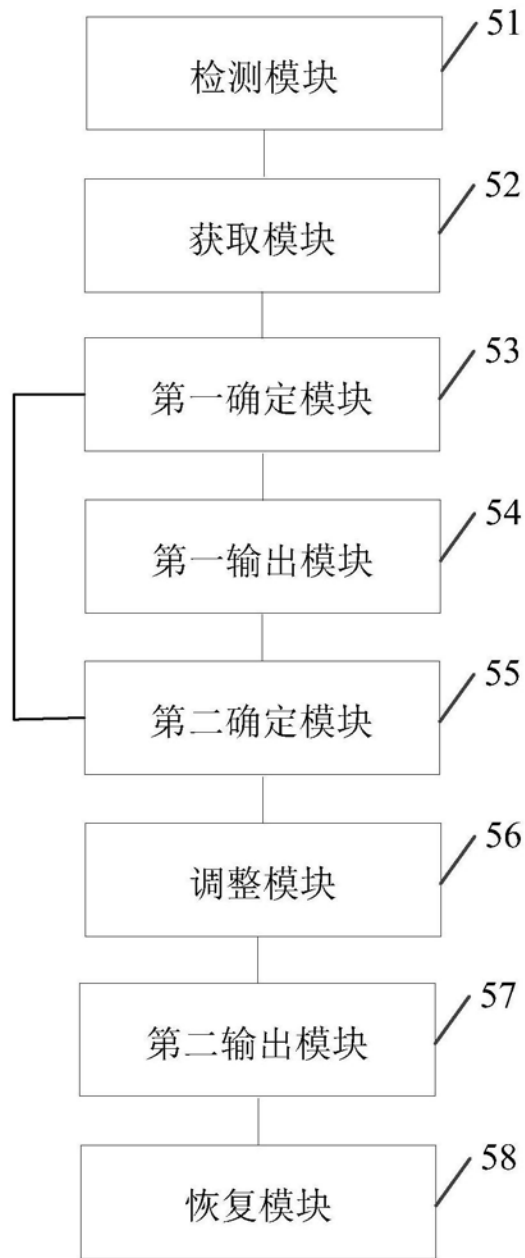 51
检测模块
52
获取模块
53
第一确定模块
54
第一输出模块
55
第二确定模块
56
调整模块
57
第二输出模块
58
恢复模块